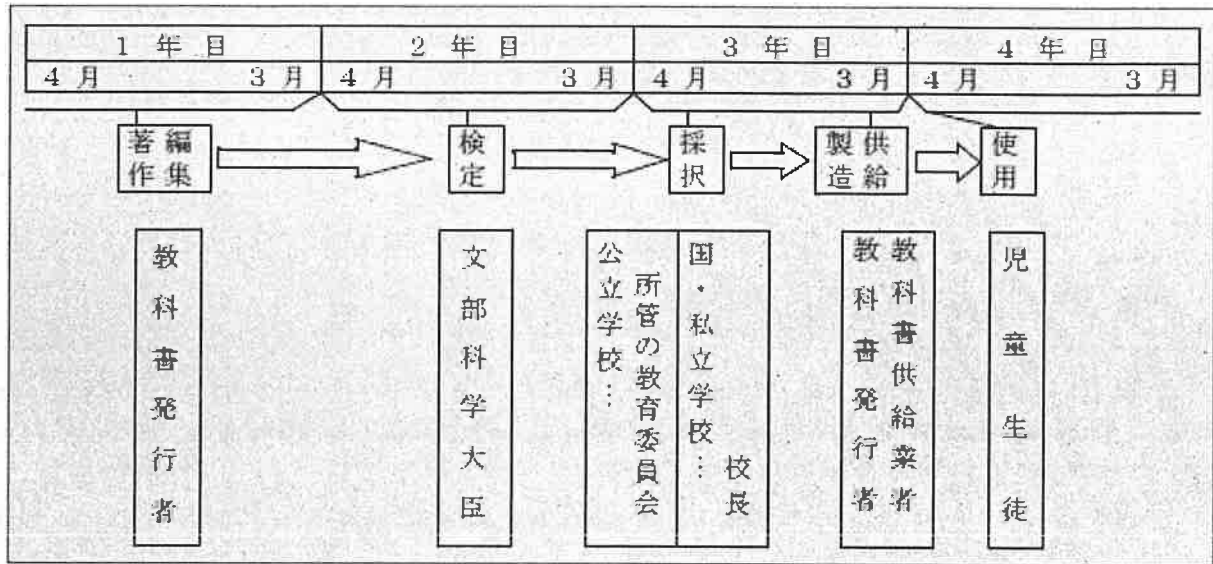 1年目
2年目
3年目
4年目
4月
3月
4月
3月
4月
3月
4月
3月
編集
著作
検定
採択
供給
製造
使用
教科書発行者
文部科学大臣
国・私立学校…
校長
公立学校…
所管の教育委員会
教科書供給業者
教科書発行者
児童生徒